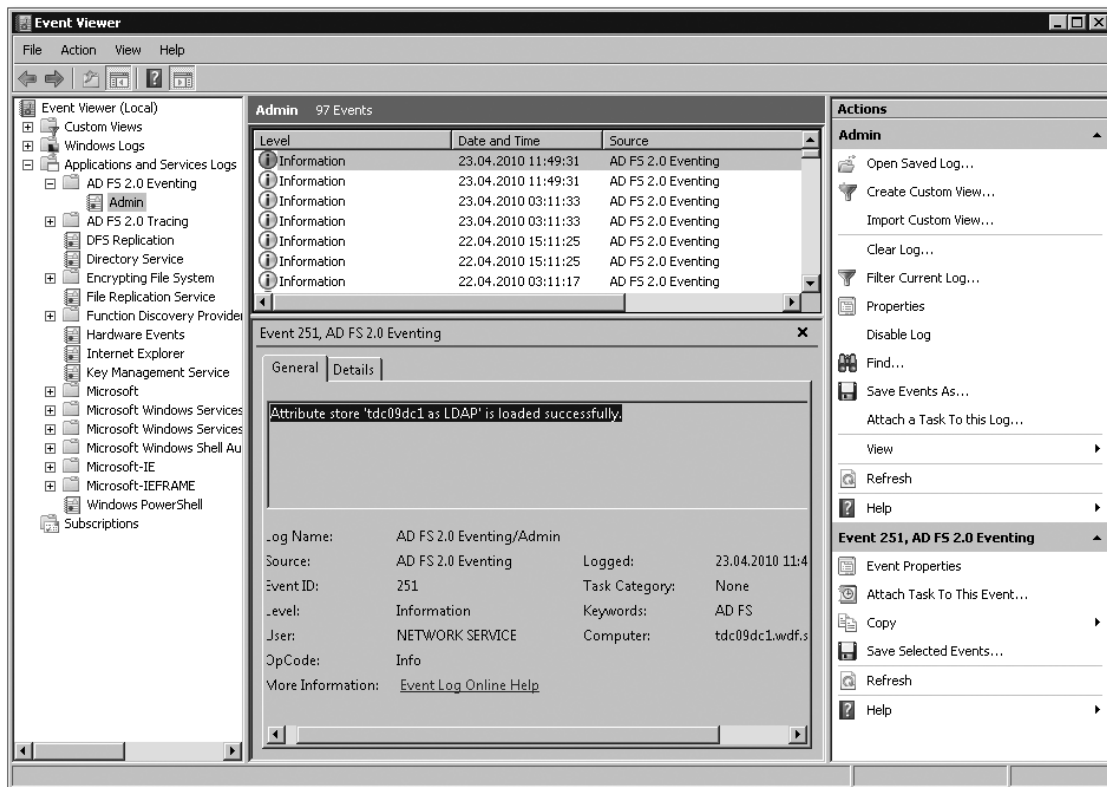 Event Viewer
File Action View Help
Event Viewer (Local)
Custom Views
Windows Logs
Applications and Services Logs
AD FS 2.0 Eventing
Admin
AD FS 2.0 Tracing
DFS Replication
Directory Service
Encrypting File System
File Replication Service
Function Discovery Provider
Hardware Events
Internet Explorer
Key Management Service
Microsoft
Microsoft Windows Services
Microsoft Windows Services
Microsoft Windows Shell Au
Microsoft-IE
Microsoft-IEFRAME
Windows PowerShell
Subscriptions
Admin 97 Events
Level Date and Time Source
Information 23.04.2010 11:49:31 AD FS 2.0 Eventing
Information 23.04.2010 11:49:31 AD FS 2.0 Eventing
Information 23.04.2010 03:11:33 AD FS 2.0 Eventing
Information 23.04.2010 03:11:33 AD FS 2.0 Eventing
Information 22.04.2010 15:11:25 AD FS 2.0 Eventing
Information 22.04.2010 15:11:25 AD FS 2.0 Eventing
Information 22.04.2010 03:11:17 AD FS 2.0 Eventing
Event 251, AD FS 2.0 Eventing
General Details
Attribute store 'tdc09dc1 as LDAP' is loaded successfully.
Log Name: AD FS 2.0 Eventing/Admin
Source: AD FS 2.0 Eventing Logged: 23.04.2010 11:4
Event ID: 251 Task Category: None
Level: Information Keywords: AD FS
User: NETWORK SERVICE Computer: tdc09dc1.wdf.s
OpCode: Info
More Information: Event Log Online Help
Actions
Admin
Open Saved Log...
Create Custom View...
Import Custom View...
Clear Log...
Filter Current Log...
Properties
Disable Log
Find...
Save Events As...
Attach a Task To this Log...
View
Refresh
Help
Event 251, AD FS 2.0 Eventing
Event Properties
Attach Task To This Event...
Copy
Save Selected Events...
Refresh
Help